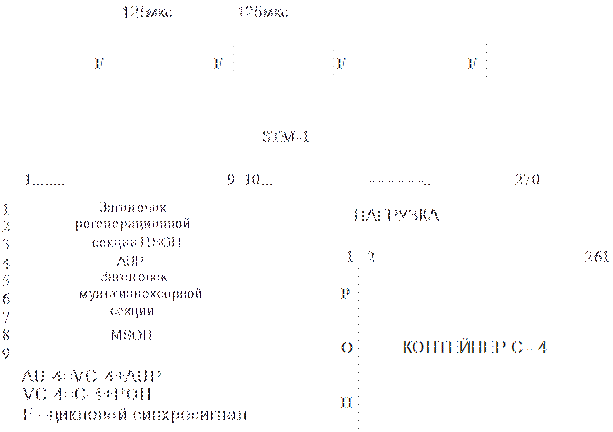 125мкс 125мкс
F F F F
STM-1
1........ 9 10... ..............  270
1 Заголовок
2 регенерационной
НАГРУЗКА
3 секции RSOH
4 AUP
1 2 261
5 Заголовок
6 мультиплексорной
P
7 секции
8 MSOH
9
O КОНТЕЙНЕР C - 4
AU-4=VC-4+AUP
VC-4=C-4+POH
H
F - цикловой синхросигнал